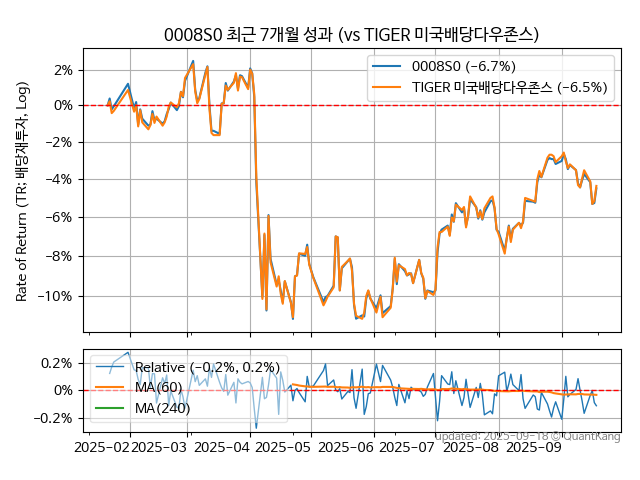 0008S0 최근 7개월 성과 (vs TIGER 미국배당다우존스)
0008S0 (−6.7%)
TIGER 미국배당다우존스 (−6.5%)
Rate of Return (TR: 배당재투자, Log)
2%
0%
−2%
−4%
−6%
−8%
−10%
0.2%
0.0%
−0.2%
Relative (−0.2%, 0.2%)
MA(60)
MA(240)
2025−02 2025−03 2025−04 2025−05 2025−06 2025−07 2025−08 2025−09
updated: 2025−09−18 © QuantKang